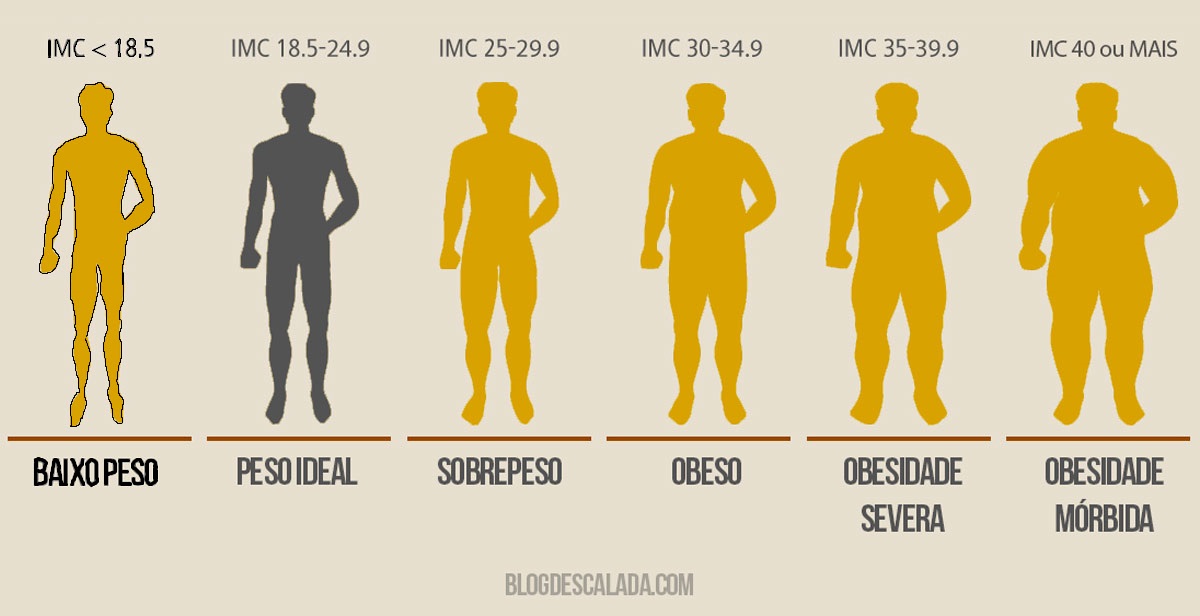 IMC < 18,5
IMC 18.5-24.9
IMC 25-29.9
IMC 30-34.9
IMC 35-39.9
IMC 40 ou MAIS
BAIXO PESO
PESO IDEAL
SOBREPESO
OBESO
OBESIDADE
SEVERA
OBESIDADE
MÓRBIDA
BLOGDESCALADA.COM